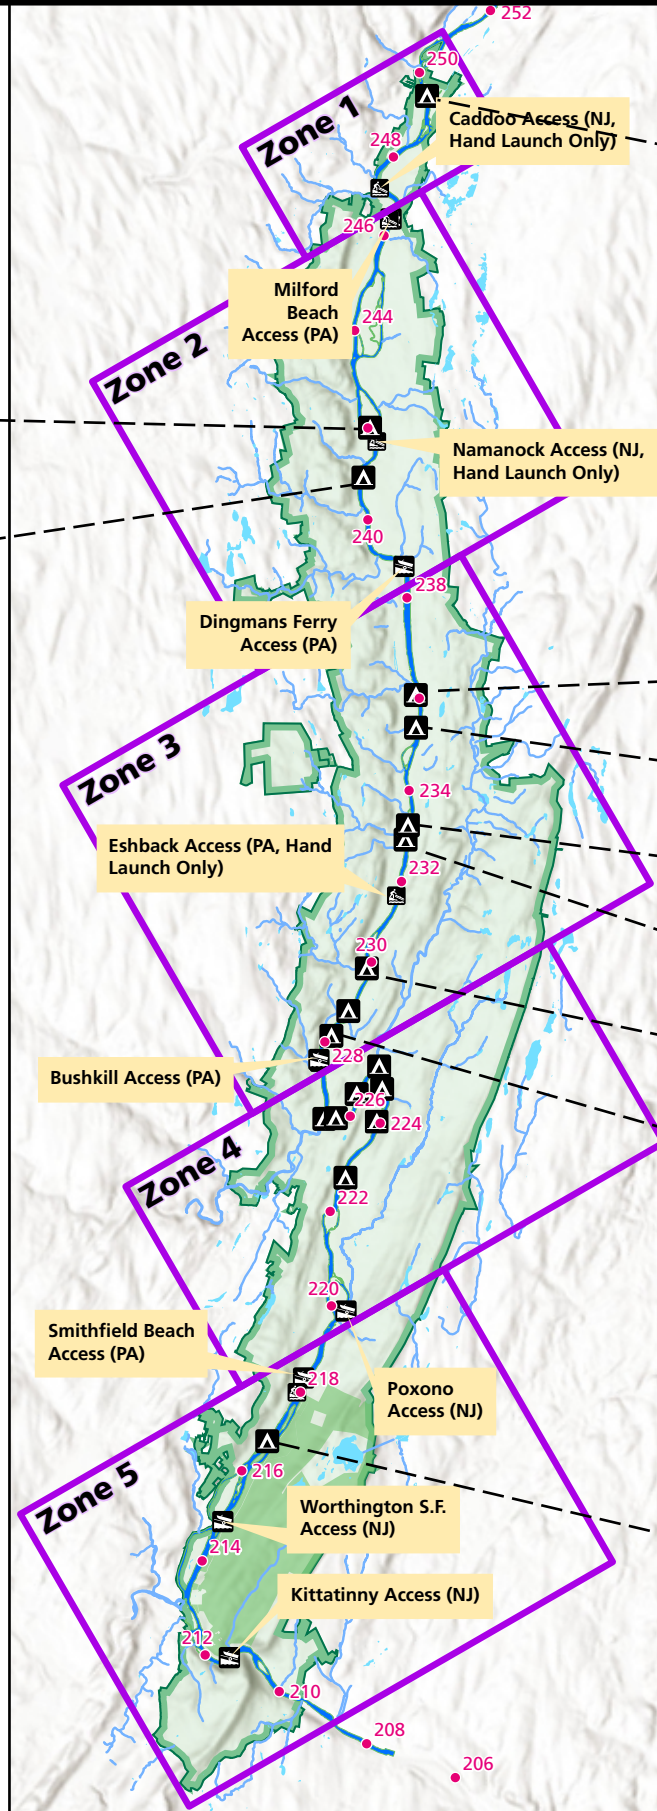 252
250
Zone 1
Caddoo Access (NJ,
Hand Launch Only)
248
246
Milford
Beach
Access (PA)
244
Zone 2
Namanock Access (NJ,
Hand Launch Only)
240
238
Dingmans Ferry
Access (PA)
Zone 3
234
Eshback Access (PA, Hand
Launch Only)
232
230
228
Bushkill Access (PA)
226
224
Zone 4
222
220
Smithfield Beach
Access (PA)
218
Poxono
Access (NJ)
216
Zone 5
Worthington S.F.
Access (NJ)
214
Kittatinny Access (NJ)
212
210
208
206